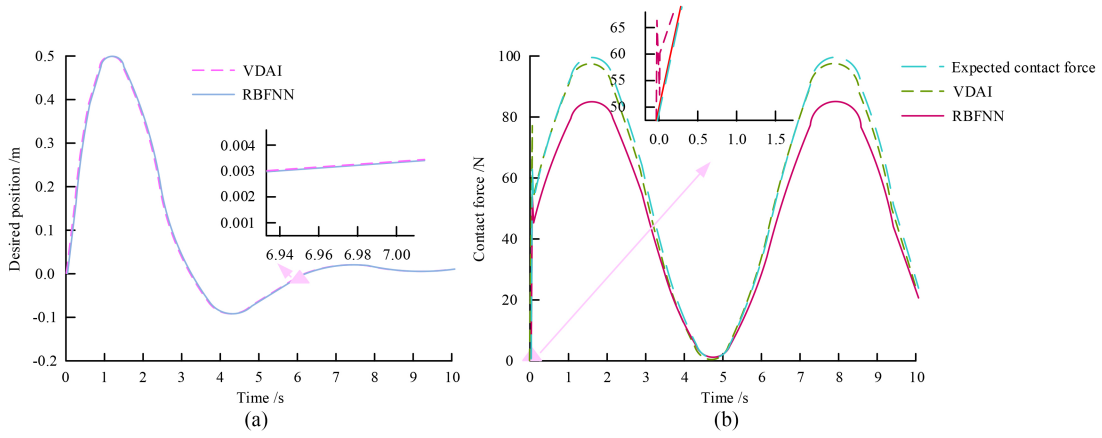 0.5
0.4
0.3
0.2
0.1
0.0
-0.1
-0.2
Desired position /m
0 1 2 3 4 5 6 7 8 9 10
Time /s
VDAI
RBFNN
0.004
0.003
0.002
0.001
6.94 6.96 6.98 7.00
(a)
100
80
60
40
20
0
Contact force /N
0 1 2 3 4 5 6 7 8 9 10
Time /s
65
60
55
50
0.0 0.5 1.0 1.5
Expected contact force
VDAI
RBFNN
(b)